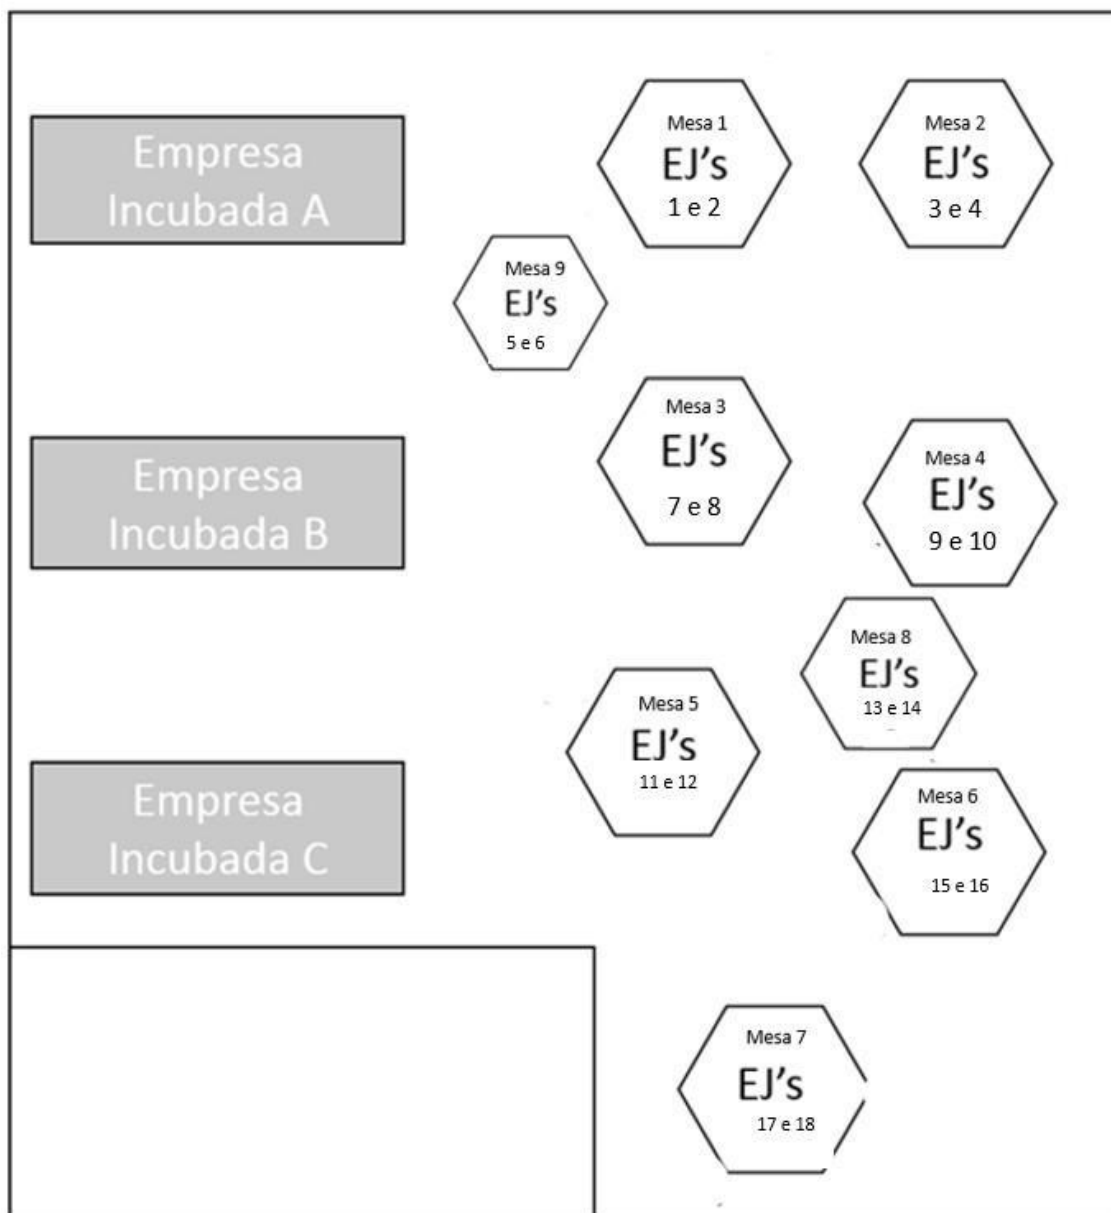 Empresa
Incubada A
Mesa 1
EJ's
1 e 2
Mesa 2
EJ's
3 e 4
Mesa 9
EJ's
5 e 6
Mesa 3
EJ's
7 e 8
Empresa
Incubada B
Mesa 4
EJ's
9 e 10
Mesa 8
EJ's
13 e 14
Mesa 5
EJ's
11 e 12
Empresa
Incubada C
Mesa 6
EJ's
15 e 16
Mesa 7
EJ's
17 e 18